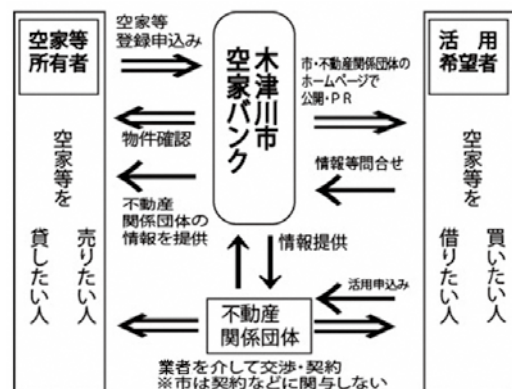 空家等
所有者
空家等を
売りたい人
貸したい人
空家等
登録申込み
物件確認
不動産
関係団体の
情報を提供
木津川市
空家バンク
市・不動産関係団体の
ホームページで
公開・PR
情報等問合せ
情報提供
活用申込み
不動産
関係団体
業者を介して交渉・契約
※市は契約などに関与しない
活用
希望者
空家等を
買いたい人
借りたい人